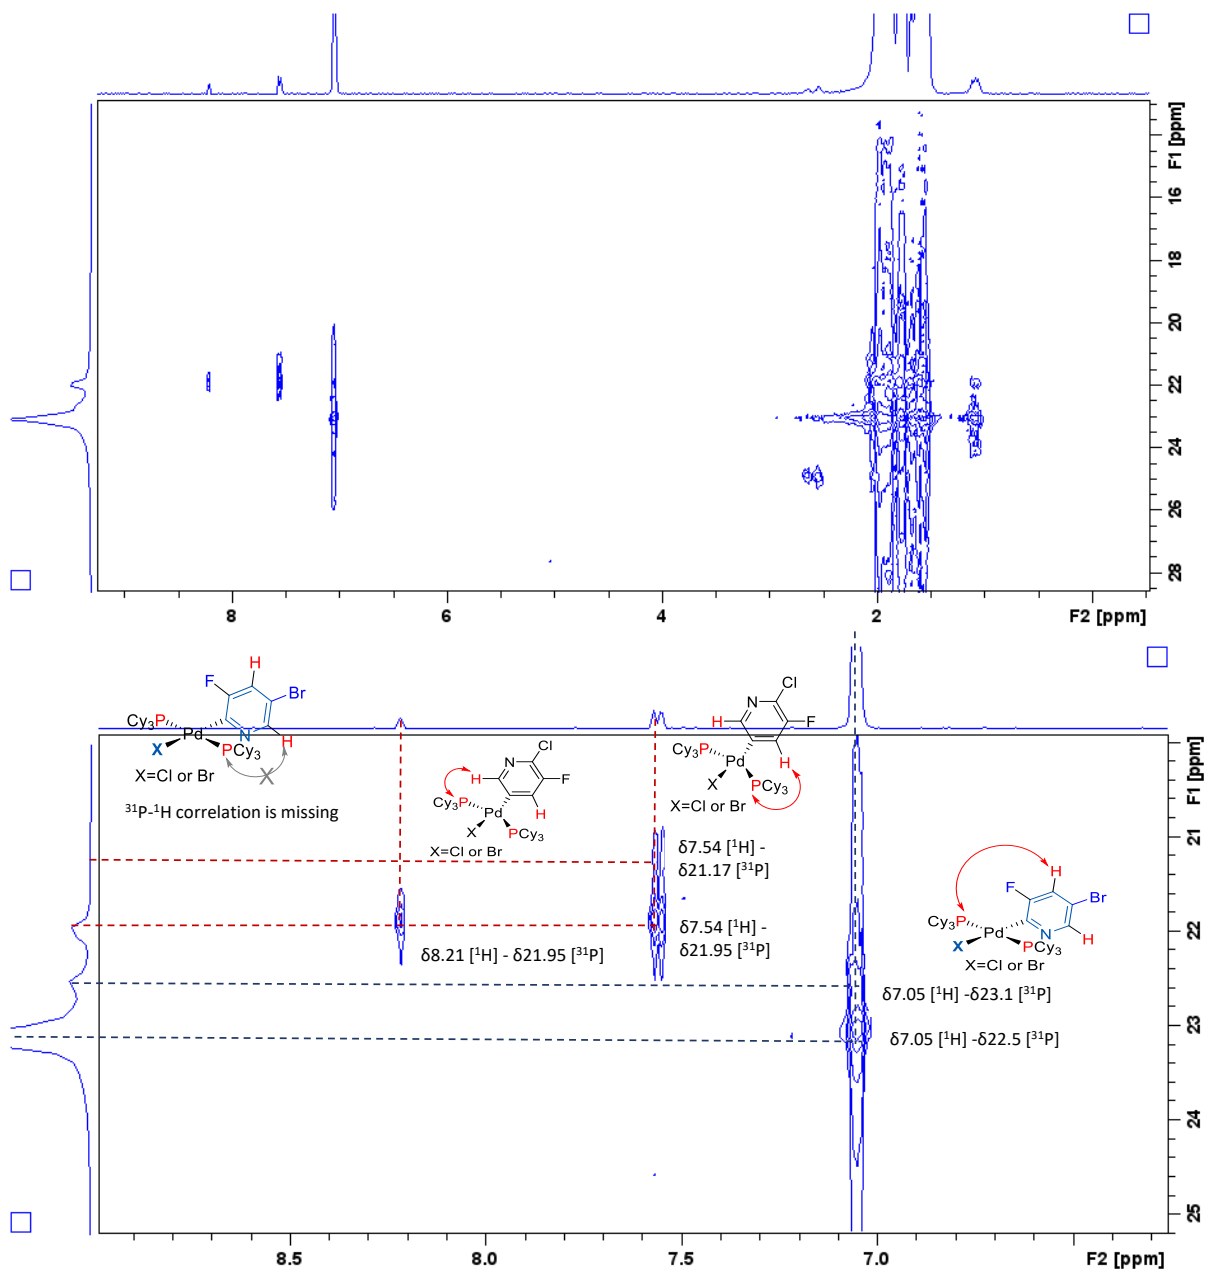 F1 [ppm]
16
18
20
22
24
26
28
8
6
4
2
F2 [ppm]
H
F
Br
Cy3P
Pd
N
H
X
PCy3
X
X=Cl or Br
31P-1H correlation is missing
Cl
N
H
F
Cy3P
Pd
H
X
PCy3
X=Cl or Br
Cl
N
H
F
Cy3P
Pd
H
X
PCy3
X=Cl or Br
δ7.54 [1H] -
δ21.17 [31P]
δ7.54 [1H] -
δ21.95 [31P]
δ8.21 [1H] - δ21.95 [31P]
H
F
Br
Cy3P
Pd
N
H
X
PCy3
X=Cl or Br
δ7.05 [1H] -δ23.1 [31P]
δ7.05 [1H] -δ22.5 [31P]
F1 [ppm]
21
22
23
24
25
8.5
8.0
7.5
7.0
F2 [ppm]